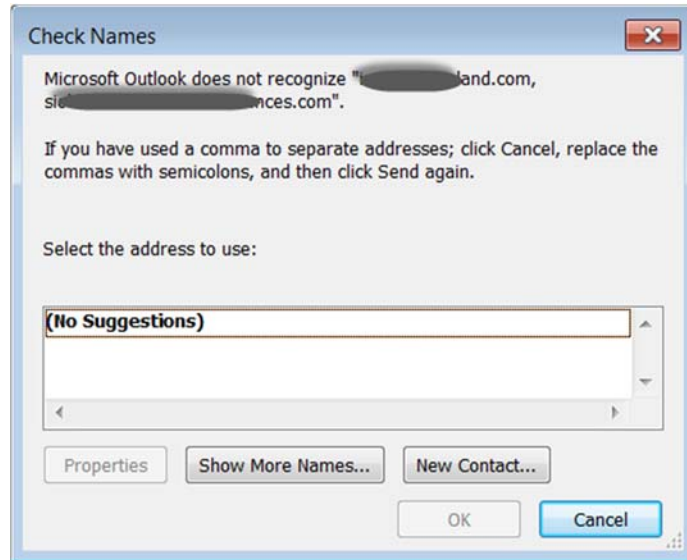 Check Names
Microsoft Outlook does not recognize "land.com,
nces.com".
If you have used a comma to separate addresses; click Cancel, replace the
commas with semicolons, and then click Send again.
Select the address to use:
(No Suggestions)
Properties Show More Names... New Contact...
OK Cancel